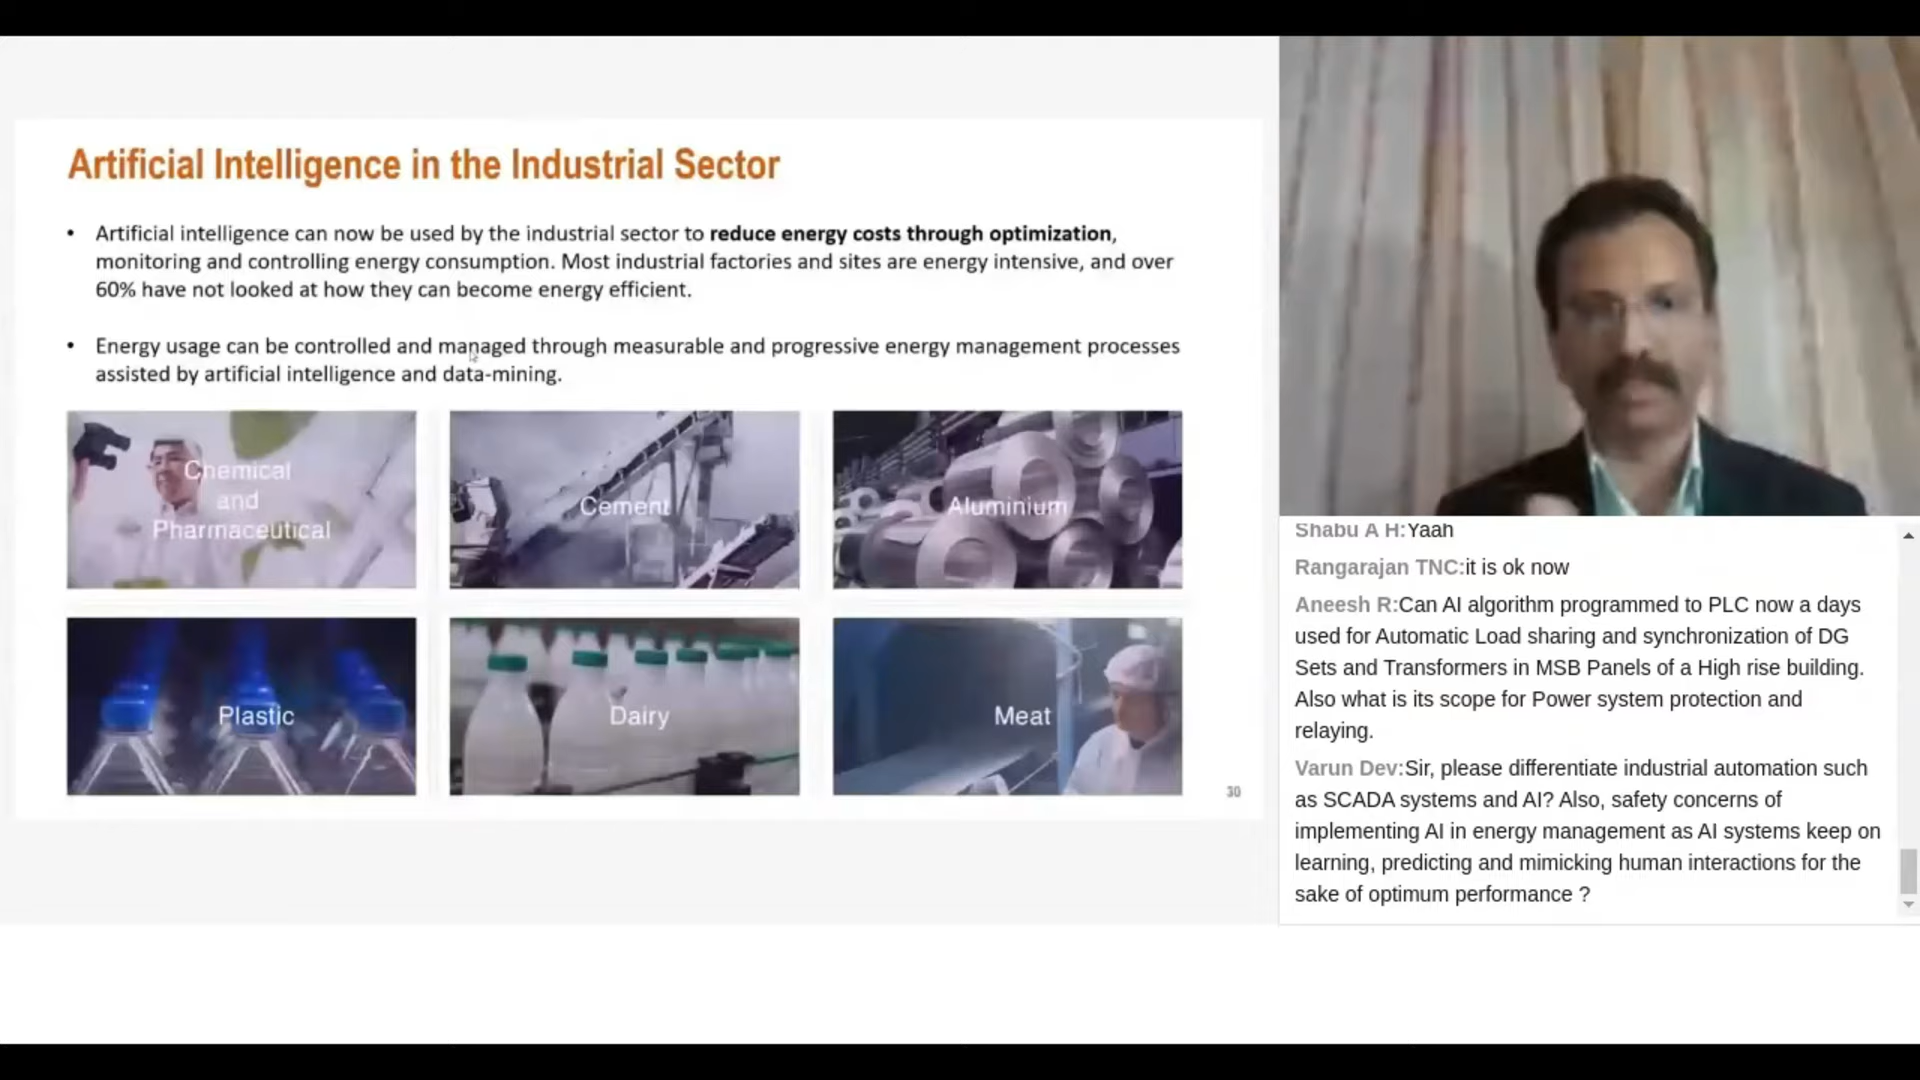 Artificial Intelligence in the Industrial Sector
• Artificial intelligence can now be used by the industrial sector to reduce energy costs through optimization,
monitoring and controlling energy consumption. Most industrial factories and sites are energy intensive, and over
60% have not looked at how they can become energy efficient.
• Energy usage can be controlled and managed through measurable and progressive energy management processes
assisted by artificial intelligence and data-mining.
Chemical
and
Pharmaceutical
Cement
Aluminium
Plastic
Dairy
Meat
30
Shabu A H:Yaah
Rangarajan TNC:it is ok now
Aneesh R:Can AI algorithm programmed to PLC now a days
used for Automatic Load sharing and synchronization of DG
Sets and Transformers in MSB Panels of a High rise building.
Also what is its scope for Power system protection and
relaying.
Varun Dev:Sir, please differentiate industrial automation such
as SCADA systems and AI? Also, safety concerns of
implementing AI in energy management as AI systems keep on
learning, predicting and mimicking human interactions for the
sake of optimum performance ?